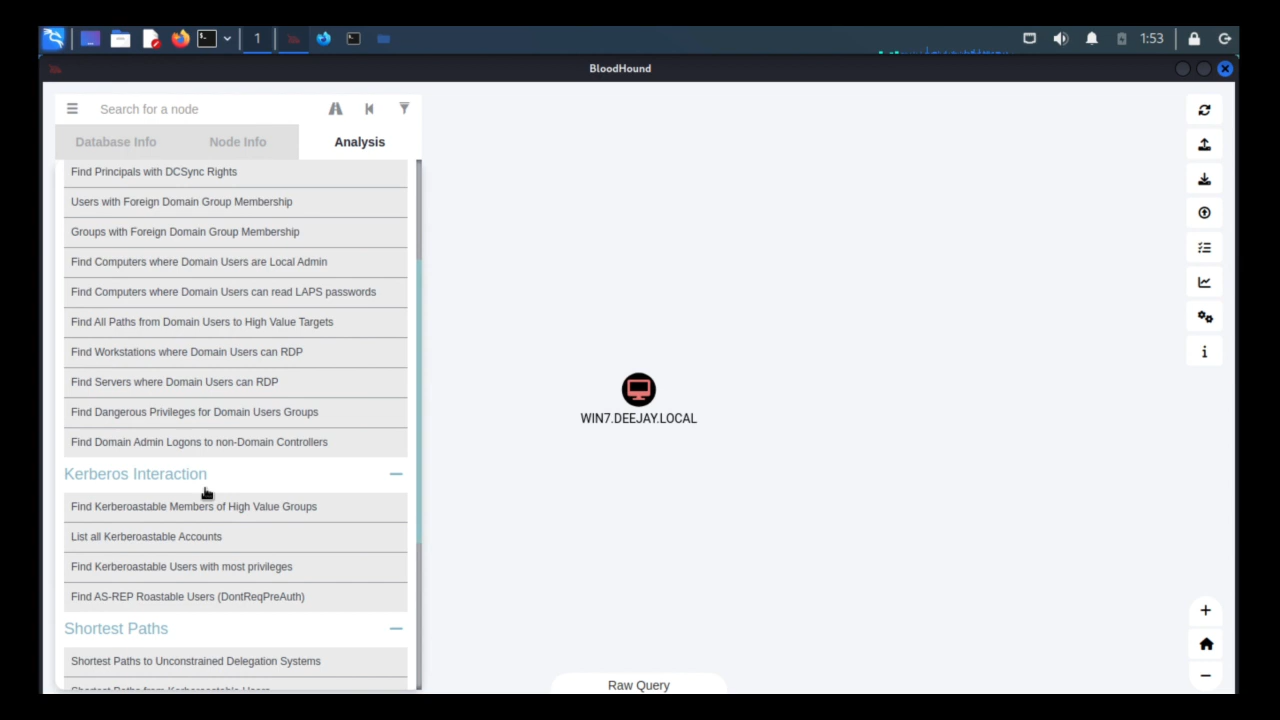 1
1:53
BloodHound
Search for a node
Database Info
Node Info
Analysis
Find Principals with DCSync Rights
Users with Foreign Domain Group Membership
Groups with Foreign Domain Group Membership
Find Computers where Domain Users are Local Admin
Find Computers where Domain Users can read LAPS passwords
Find All Paths from Domain Users to High Value Targets
Find Workstations where Domain Users can RDP
Find Servers where Domain Users can RDP
Find Dangerous Privileges for Domain Users Groups
Find Domain Admin Logons to non-Domain Controllers
Kerberos Interaction
Find Kerberoastable Members of High Value Groups
List all Kerberoastable Accounts
Find Kerberoastable Users with most privileges
Find AS-REP Roastable Users (DontReqPreAuth)
Shortest Paths
Shortest Paths to Unconstrained Delegation Systems
Shortest Paths from Kerberoastable Users
WIN7.DEEJAY.LOCAL
Raw Query